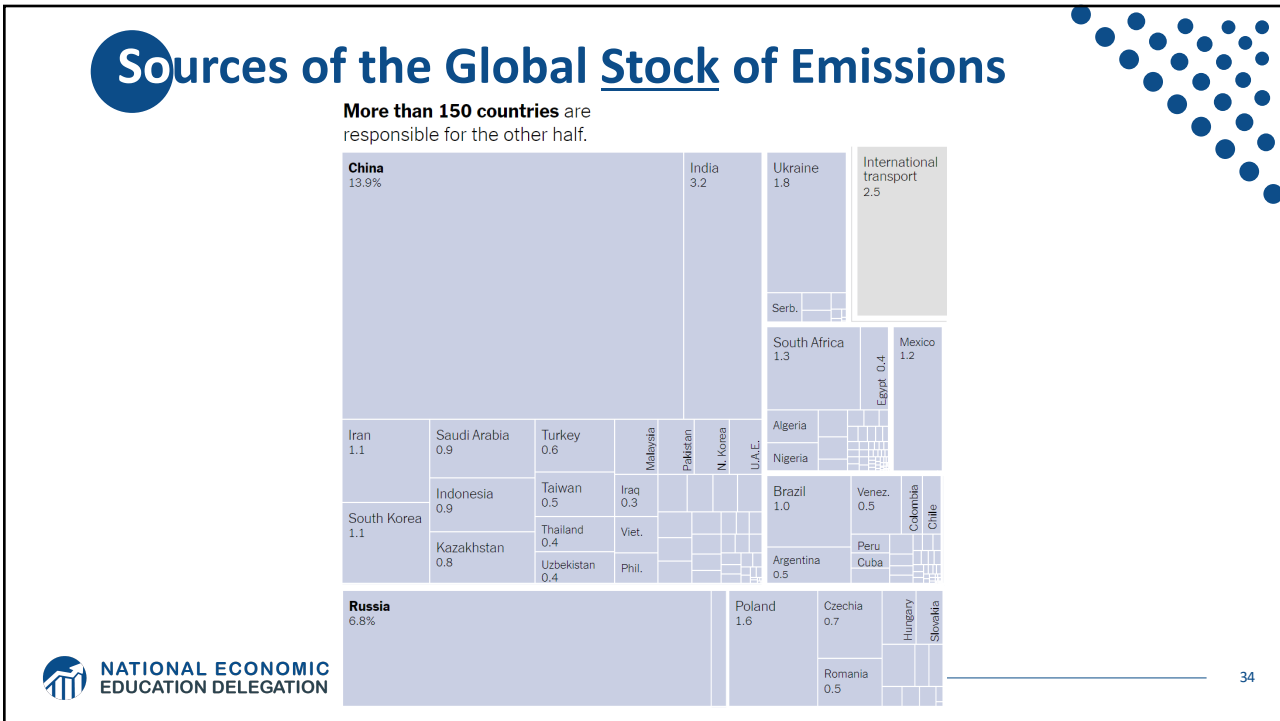 Sources of the Global Stock of Emissions
More than 150 countries are
responsible for the other half.
China
13.9%
India
3.2
Ukraine
1.8
Serb.
International
transport
2.5
South Africa
1.3
Egypt 0.4
Mexico
1.2
Algeria
Nigeria
Iran
1.1
South Korea
1.1
Saudi Arabia
0.9
Indonesia
0.9
Kazakhstan
0.8
Turkey
0.6
Taiwan
0.5
Thailand
0.4
Uzbekistan
0.4
Malaysia
Iraq
0.3
Viet.
Phil.
Pakistan
N. Korea
U.A.E.
Brazil
1.0
Argentina
0.5
Venez.
0.5
Peru
Cuba
Colombia
Chile
Russia
6.8%
Poland
1.6
Czechia
0.7
Romania
0.5
Hungary
Slovakia
NATIONAL ECONOMIC
EDUCATION DELEGATION
34